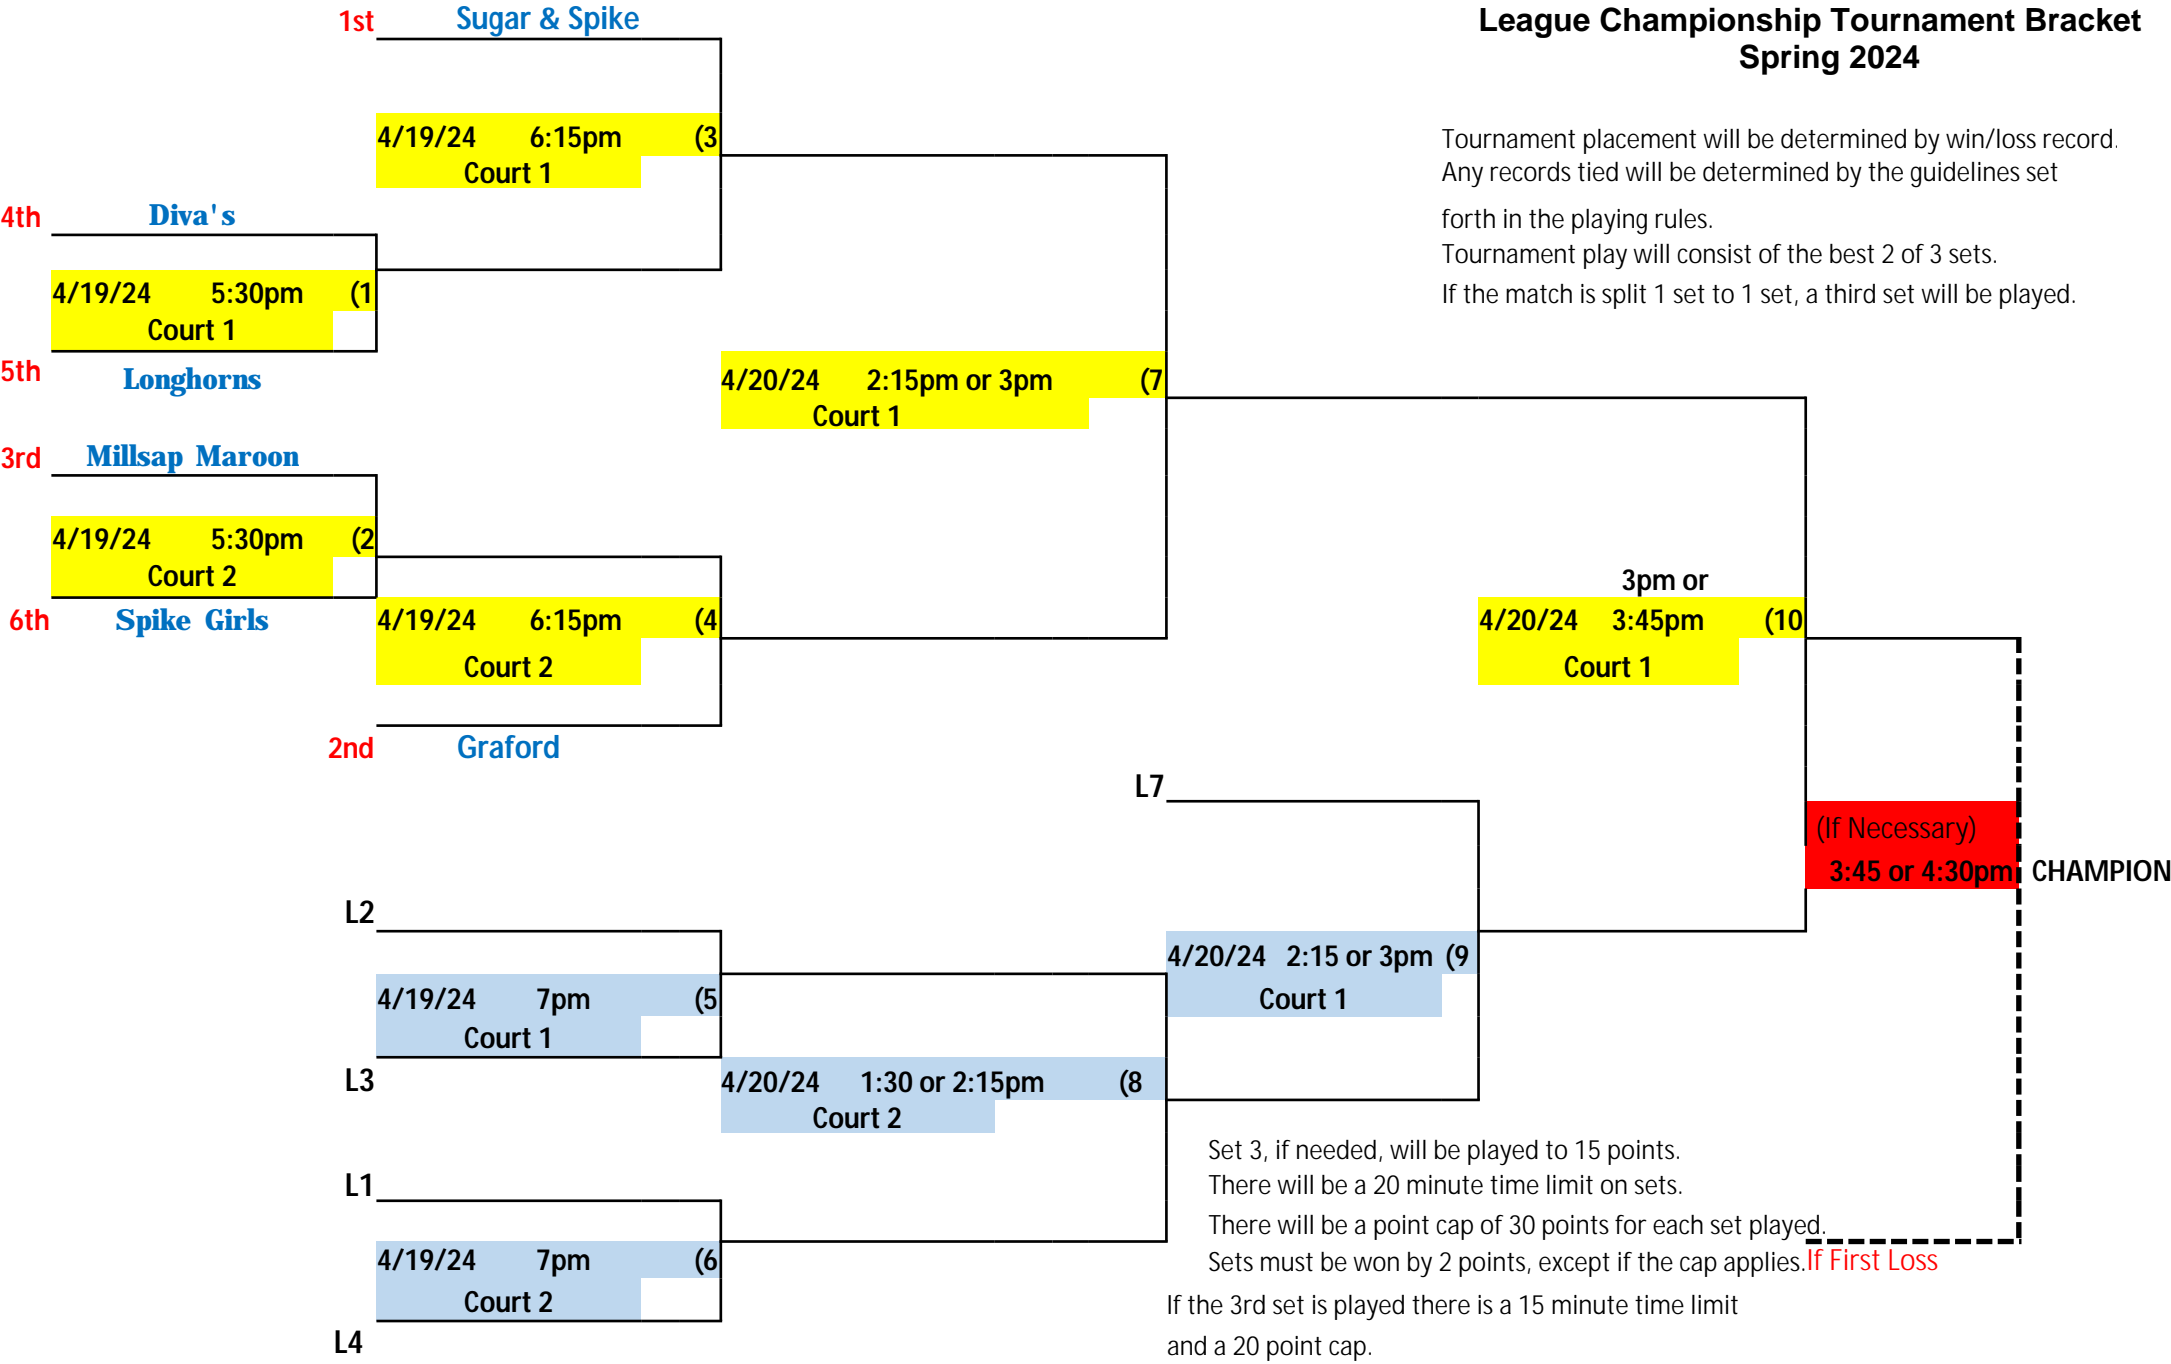 1st Sugar & Spike
League Championship Tournament Bracket
Spring 2024
4/19/24 6:15pm (3
Court 1
Tournament placement will be determined by win/loss record.
Any records tied will be determined by the guidelines set
forth in the playing rules.
Tournament play will consist of the best 2 of 3 sets.
If the match is split 1 set to 1 set, a third set will be played.
4th Diva's
4/19/24 5:30pm (1
Court 1
5th Longhorns
4/20/24 2:15pm or 3pm (7
Court 1
3rd Millsap Maroon
4/19/24 5:30pm (2
Court 2
6th Spike Girls
4/19/24 6:15pm (4
Court 2
3pm or
4/20/24 3:45pm (10
Court 1
2nd Graford
L7
(If Necessary)
3:45 or 4:30pm CHAMPION
L2
4/20/24 2:15 or 3pm (9
Court 1
4/19/24 7pm (5
Court 1
L3
4/20/24 1:30 or 2:15pm (8
Court 2
L1
4/19/24 7pm (6
Court 2
L4
Set 3, if needed, will be played to 15 points.
There will be a 20 minute time limit on sets.
There will be a point cap of 30 points for each set played.
Sets must be won by 2 points, except if the cap applies.
If First Loss
If the 3rd set is played there is a 15 minute time limit
and a 20 point cap.